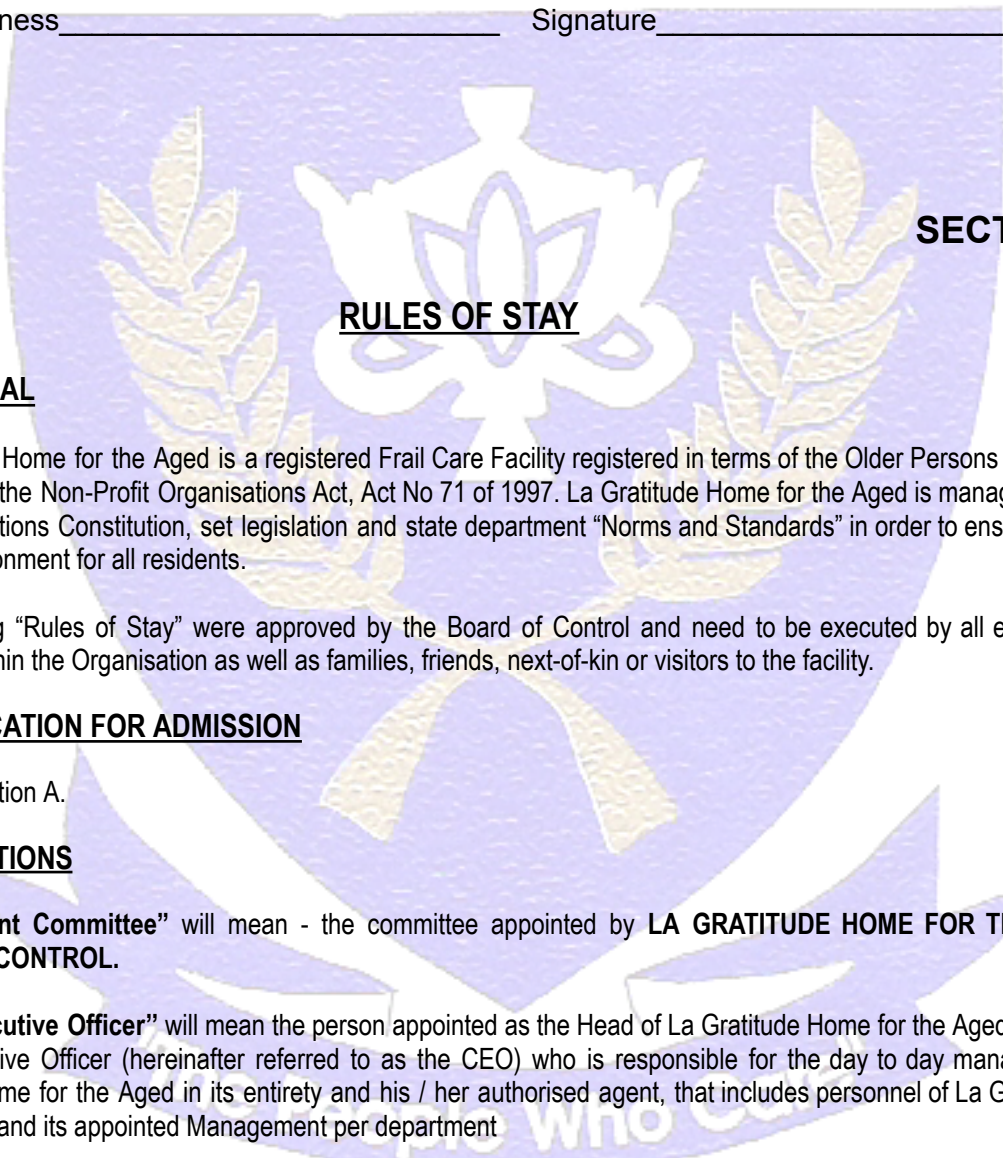 ness____________________________ Signature______________________
SECT
RULES OF STAY
AL
Home for the Aged is a registered Frail Care Facility registered in terms of the Older Persons
the Non-Profit Organisations Act, Act No 71 of 1997. La Gratitude Home for the Aged is manag
tions Constitution, set legislation and state department “Norms and Standards” in order to ens
onment for all residents.
g “Rules of Stay” were approved by the Board of Control and need to be executed by all e
hin the Organisation as well as families, friends, next-of-kin or visitors to the facility.
CATION FOR ADMISSION
tion A.
TIONS
nt Committee” will mean - the committee appointed by LA GRATITUDE HOME FOR T
CONTROL.
cutive Officer” will mean the person appointed as the Head of La Gratitude Home for the Aged
ive Officer (hereinafter referred to as the CEO) who is responsible for the day to day mana
me for the Aged in its entirety and his / her authorised agent, that includes personnel of La G
and its appointed Management per department
"The People Who Care"